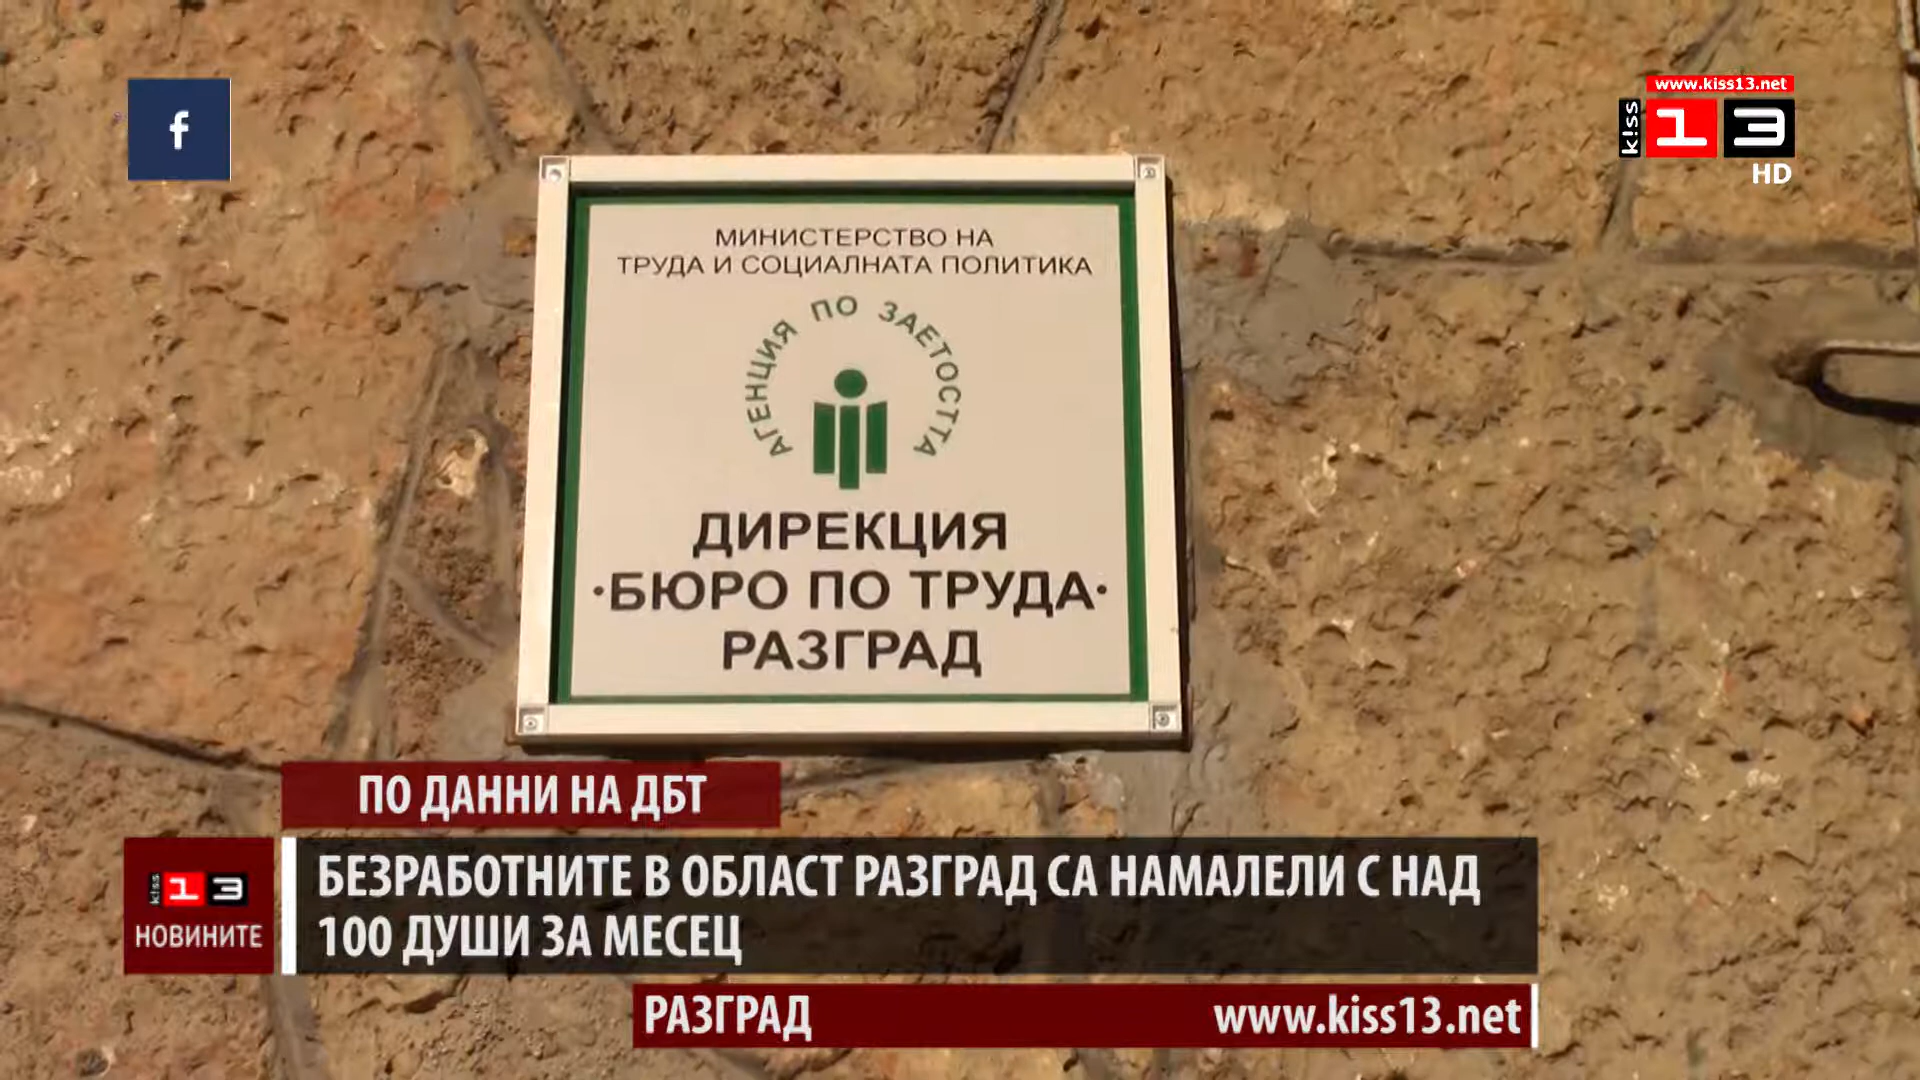 f
www.kiss13.net
kiss 13
HD
МИНИСТЕРСТВО НА
ТРУДА И СОЦИАЛНАТА ПОЛИТИКА
АГЕНЦИЯ ПО ЗАЕТОСТТА
ДИРЕКЦИЯ
·БЮРО ПО ТРУДА·
РАЗГРАД
ПО ДАННИ НА ДБТ
kiss 13
НОВИНИТЕ
БЕЗРАБОТНИТЕ В ОБЛАСТ РАЗГРАД СА НАМАЛЕЛИ С НАД
100 ДУШИ ЗА МЕСЕЦ
РАЗГРАД
www.kiss13.net